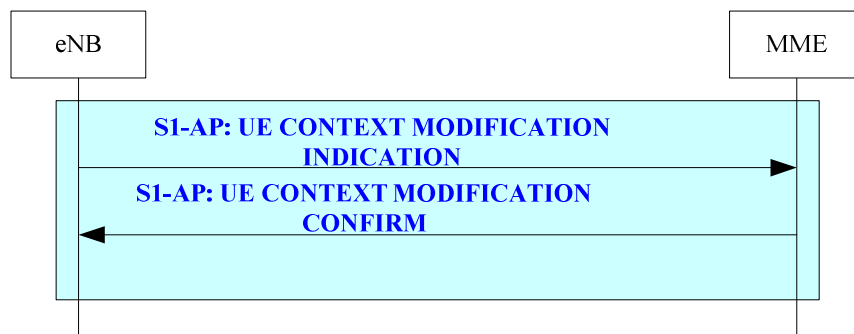 eNB
MME
S1-AP: UE CONTEXT MODIFICATION
INDICATION
S1-AP: UE CONTEXT MODIFICATION
CONFIRM